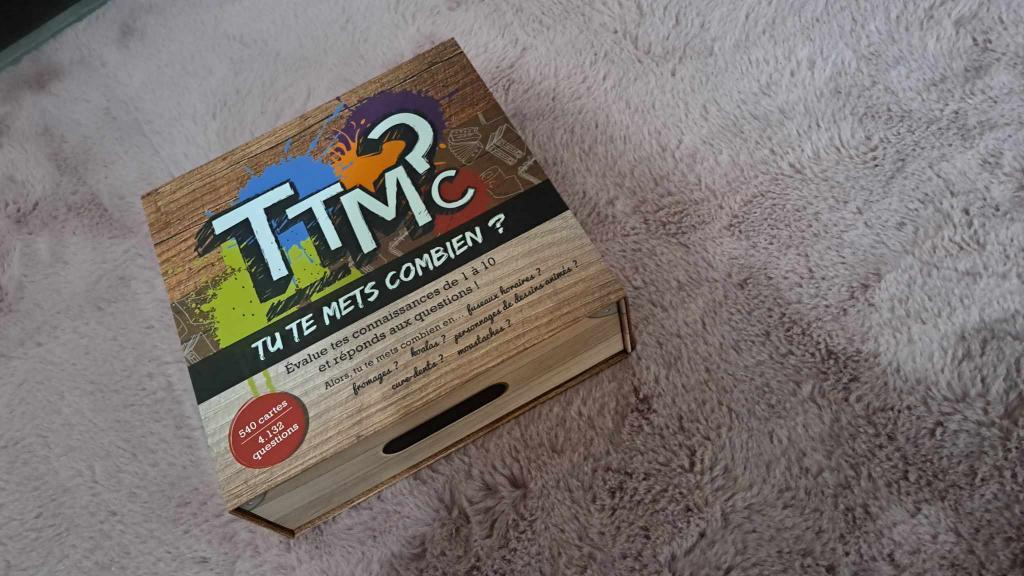 TTMC?
TU TE METS COMBIEN ?
Évalue tes connaissances de 1 à 10
et réponds aux questions !
Alors, tu te mets combien en... fuseaux horaires ?
fromages ? koalas ? personnages de dessins animés ?
cure-dents ? moustaches ?
540 cartes
4.132
questions